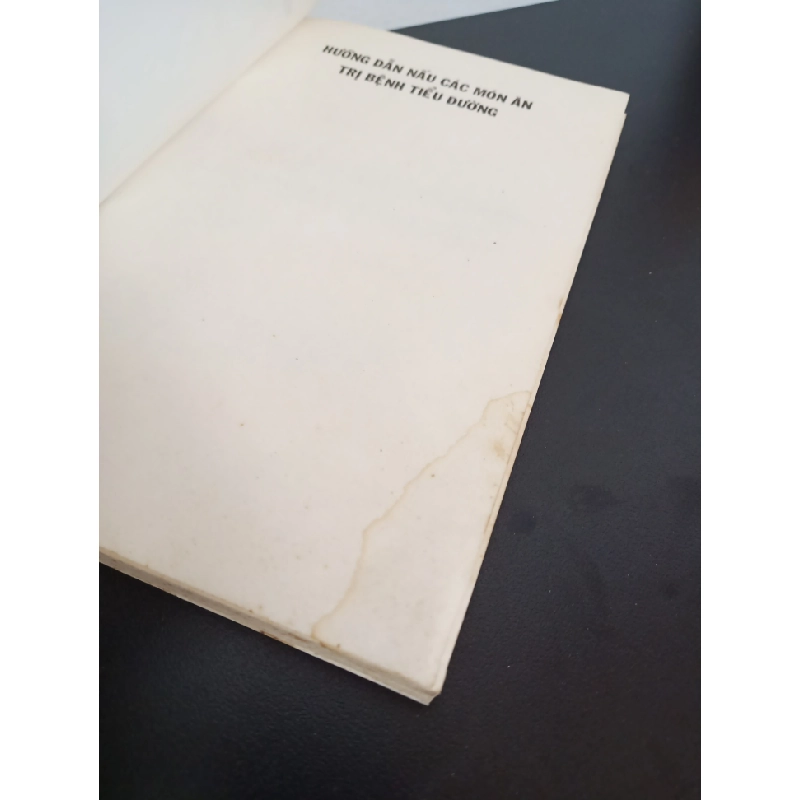 HƯỚNG DẪN NẤU CÁC MÓN ĂN
TRỊ BỆNH TIỂU ĐƯỜNG